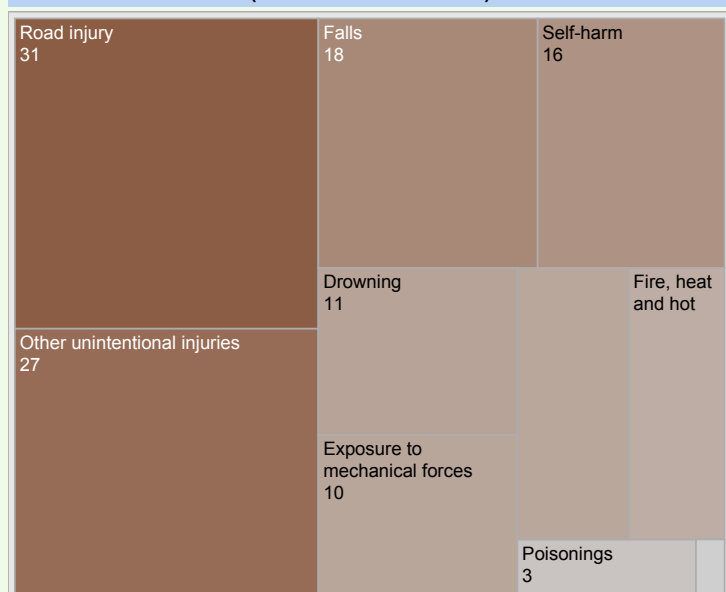 Road injury
31
Falls
18
Self-harm
16
Other unintentional injuries
27
Drowning
11
Fire, heat
and hot
Exposure to
mechanical forces
10
Poisonings
3